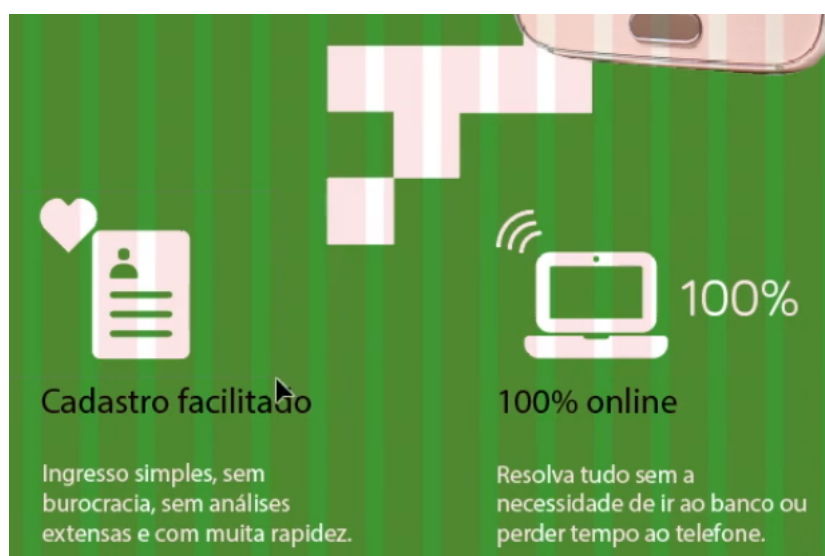 100%
Cadastro facilitado
100% online
Ingresso simples, sem
burocracia, sem análises
extensas e com muita rapidez.
Resolva tudo sem a
necessidade de ir ao banco ou
perder tempo ao telefone.